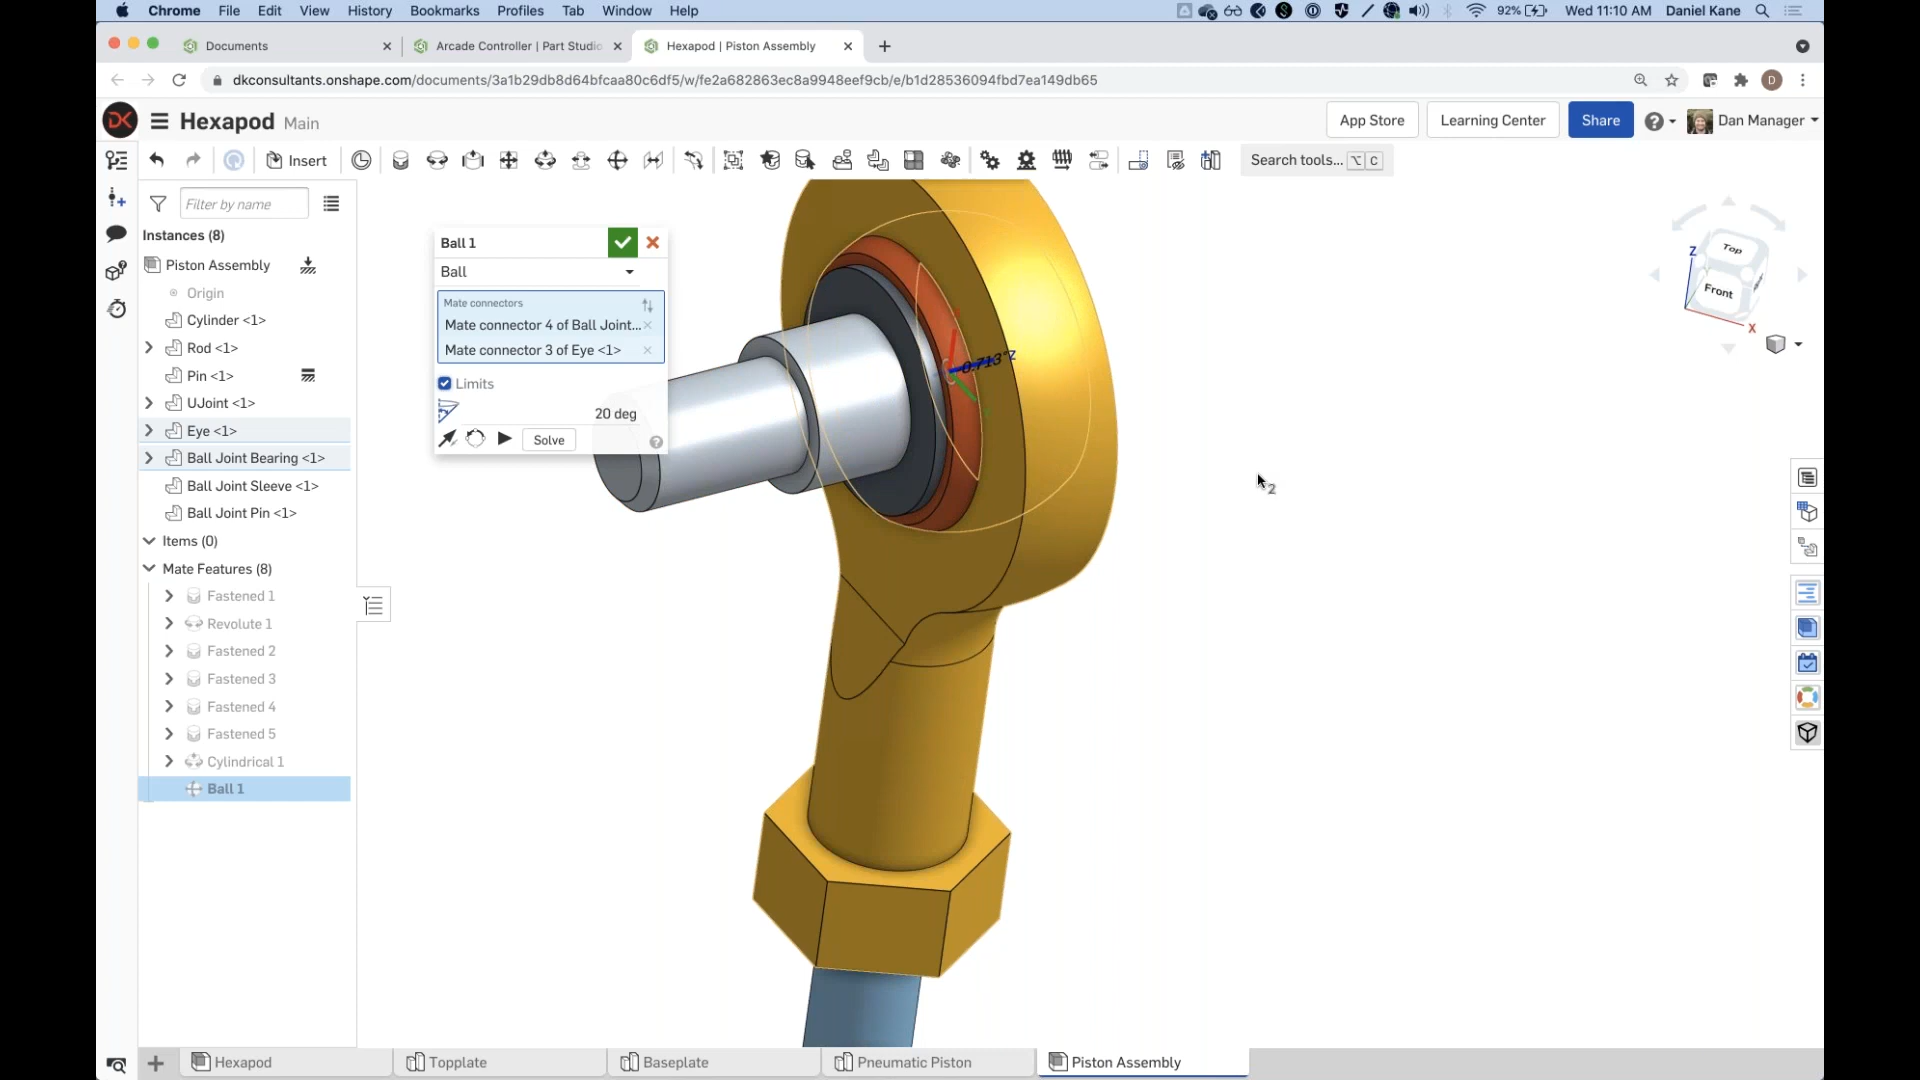 Chrome File Edit View History Bookmarks Profiles Tab Window Help 92% Wed 11:10 AM Daniel Kane
Documents
Arcade Controller | Part Studio
Hexapod | Piston Assembly
dkconsultants.onshape.com/documents/3a1b29db8d64bfcaa80c6df5/w/fe2a682863ec8a9948eef9cb/e/b1d28536094fbd7ea149db65
D
DK Hexapod Main
App Store
Learning Center
Share
Dan Manager
Insert
Search tools... ⌥ C
Filter by name
Instances (8)
Piston Assembly
Origin
Cylinder <1>
Rod <1>
Pin <1>
UJoint <1>
Eye <1>
Ball Joint Bearing <1>
Ball Joint Sleeve <1>
Ball Joint Pin <1>
Items (0)
Mate Features (8)
Fastened 1
Revolute 1
Fastened 2
Fastened 3
Fastened 4
Fastened 5
Cylindrical 1
Ball 1
Ball 1
Ball
Mate connectors
Mate connector 4 of Ball Joint...
Mate connector 3 of Eye <1>
Limits
20 deg
Solve
0.713°
Z
2
Top
Front
Z
X
Hexapod
Topplate
Baseplate
Pneumatic Piston
Piston Assembly